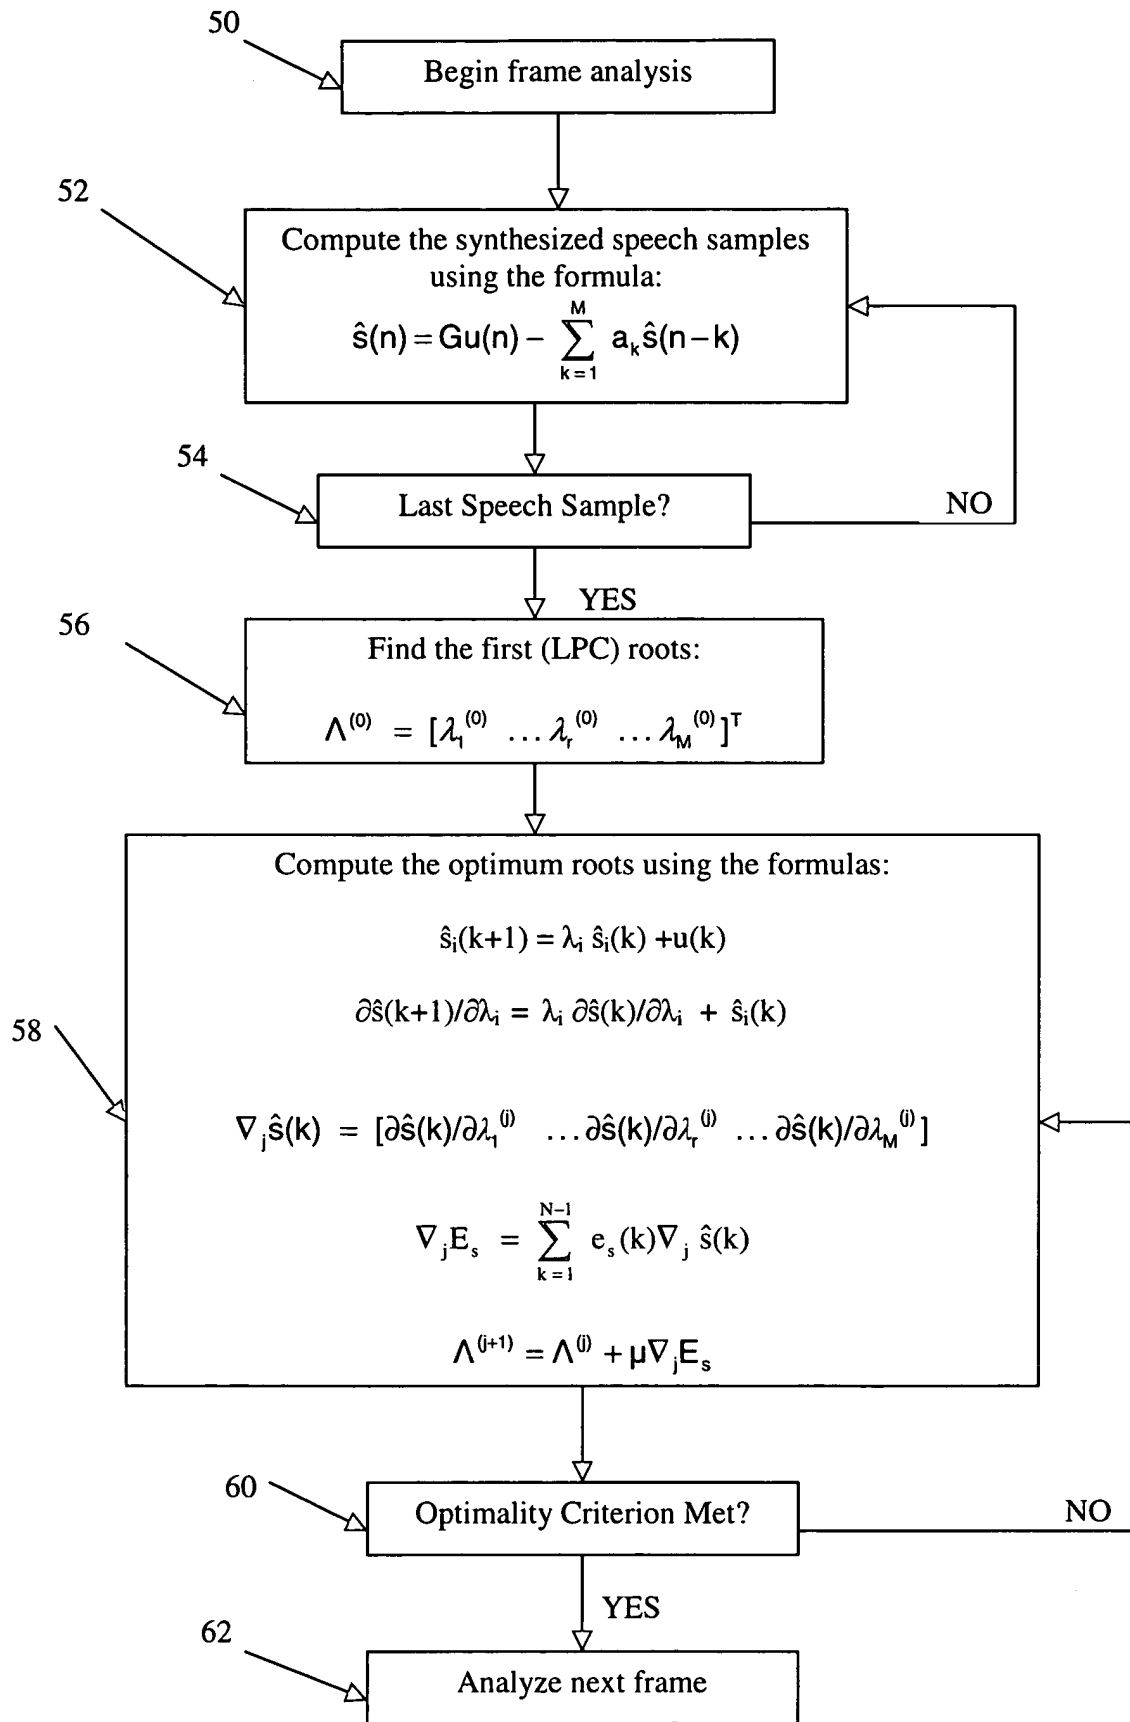 50
Begin frame analysis
52
Compute the synthesized speech samples
using the formula:
ŝ(n) = Gu(n) − ∑_{k=1}^{M} a_k ŝ(n−k)
54
Last Speech Sample?
NO
YES
56
Find the first (LPC) roots:
Λ^(0) = [λ_1^(0) …λ_r^(0) …λ_M^(0)]^T
Compute the optimum roots using the formulas:
ŝ_i(k+1) = λ_i ŝ_i(k) +u(k)
58
∂ŝ(k+1)/∂λ_i = λ_i ∂ŝ(k)/∂λ_i + ŝ_i(k)
∇_j ŝ(k) = [∂ŝ(k)/∂λ_1^(j) …∂ŝ(k)/∂λ_r^(j) …∂ŝ(k)/∂λ_M^(j)]
∇_j E_s = ∑_{k=1}^{N−1} e_s(k)∇_j ŝ(k)
Λ^(j+1) = Λ^(j) + μ∇_j E_s
60
Optimality Criterion Met?
NO
YES
62
Analyze next frame